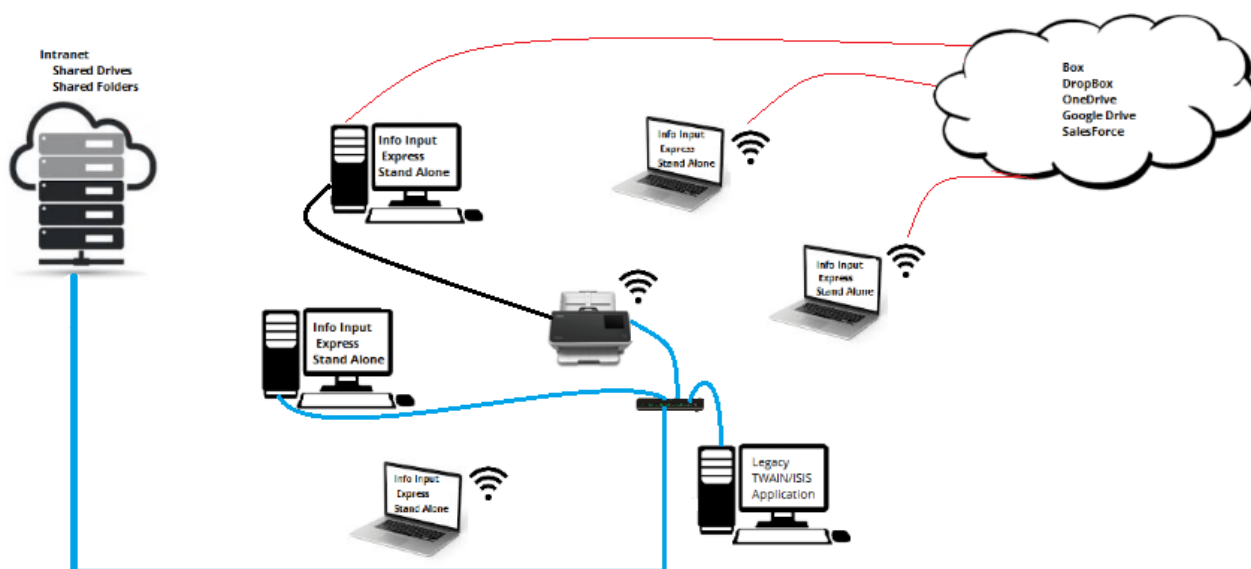 Intranet
Shared Drives
Shared Folders
Box
DropBox
OneDrive
Google Drive
SalesForce
Info Input
Express
Stand Alone
Info Input
Express
Stand Alone
Info Input
Express
Stand Alone
Info Input
Express
Stand Alone
Legacy
TWAIN/ISIS
Application
Info Input
Express
Stand Alone